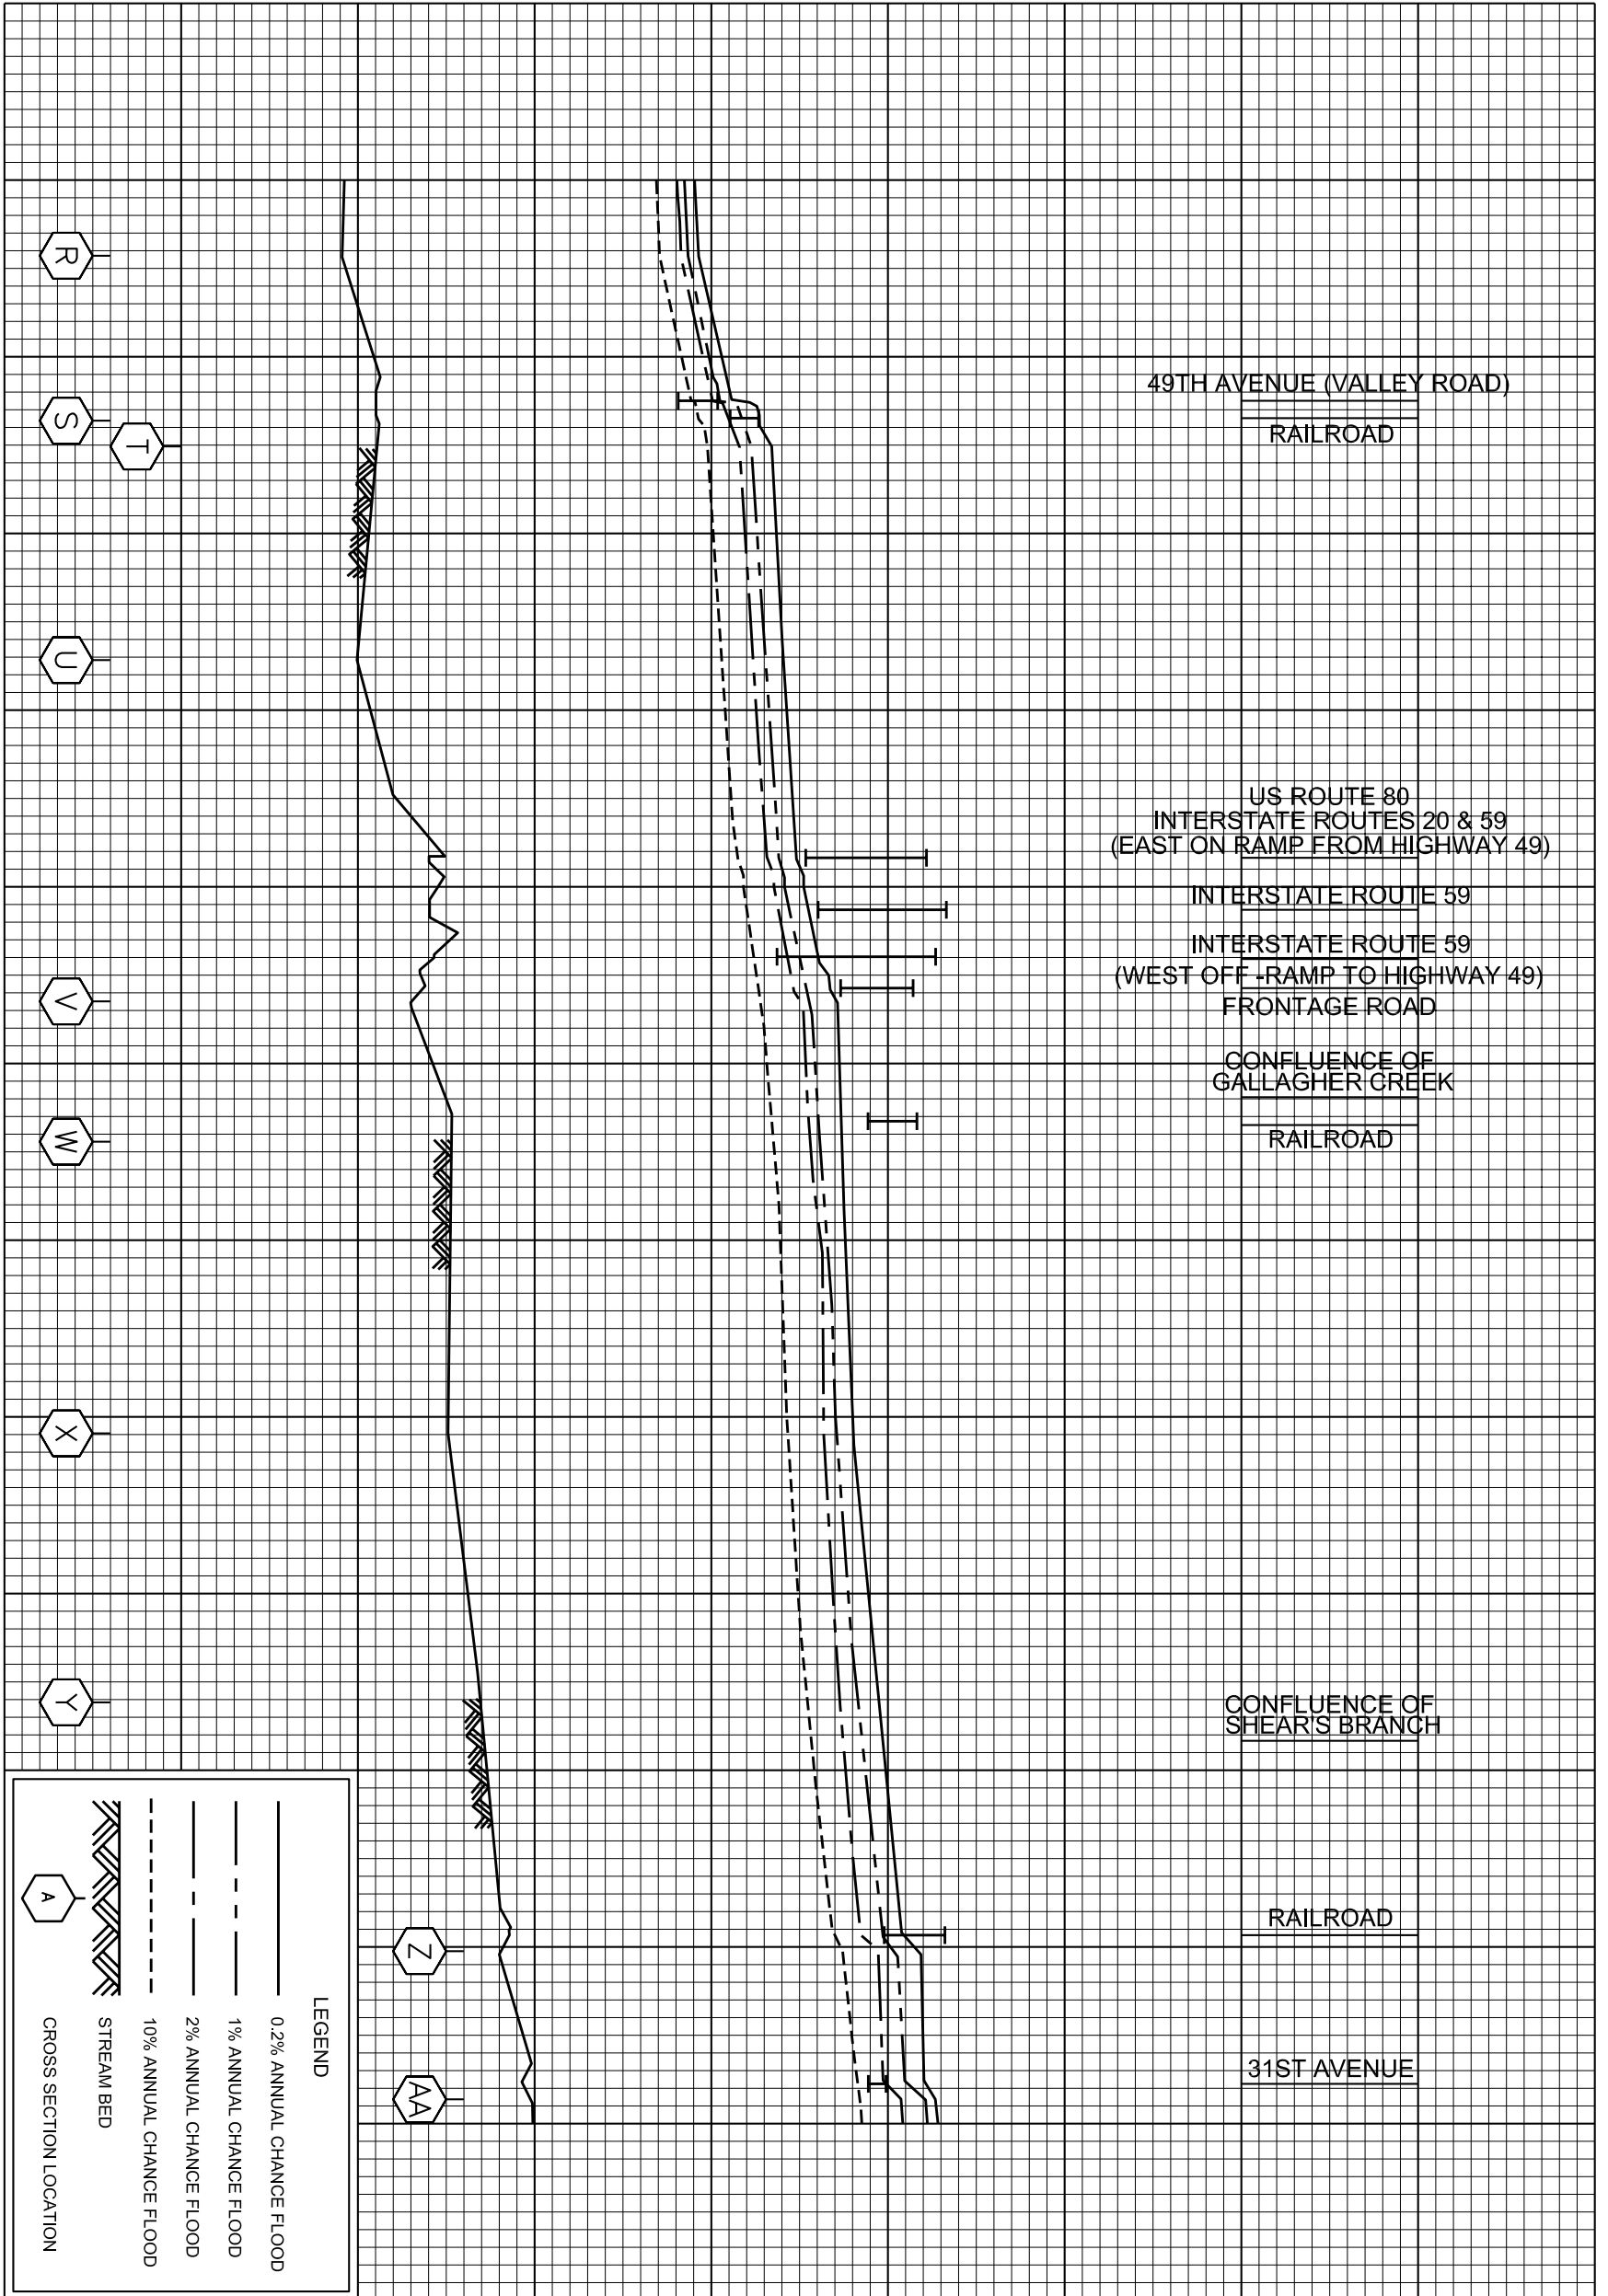 49TH AVENUE (VALLEY ROAD)
RAILROAD
US ROUTE 80
INTERSTATE ROUTES 20 & 59
(EAST ON RAMP FROM HIGHWAY 49)
INTERSTATE ROUTE 59
INTERSTATE ROUTE 59
(WEST OFF -RAMP TO HIGHWAY 49)
FRONTAGE ROAD
CONFLUENCE OF
GALLAGHER CREEK
RAILROAD
CONFLUENCE OF
SHEAR'S BRANCH
RAILROAD
31ST AVENUE
R
S
T
U
V
W
X
Y
Z
AA
LEGEND
0.2% ANNUAL CHANCE FLOOD
1% ANNUAL CHANCE FLOOD
2% ANNUAL CHANCE FLOOD
10% ANNUAL CHANCE FLOOD
STREAM BED
A
CROSS SECTION LOCATION